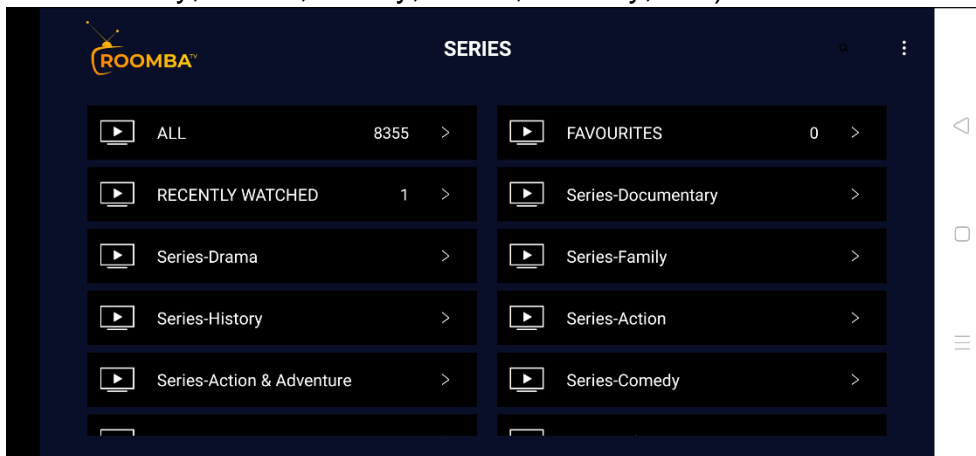 ROOMBA TV
SERIES
ALL 8355 >
FAVOURITES 0 >
RECENTLY WATCHED 1 >
Series-Documentary >
Series-Drama >
Series-Family >
Series-History >
Series-Action >
Series-Action & Adventure >
Series-Comedy >